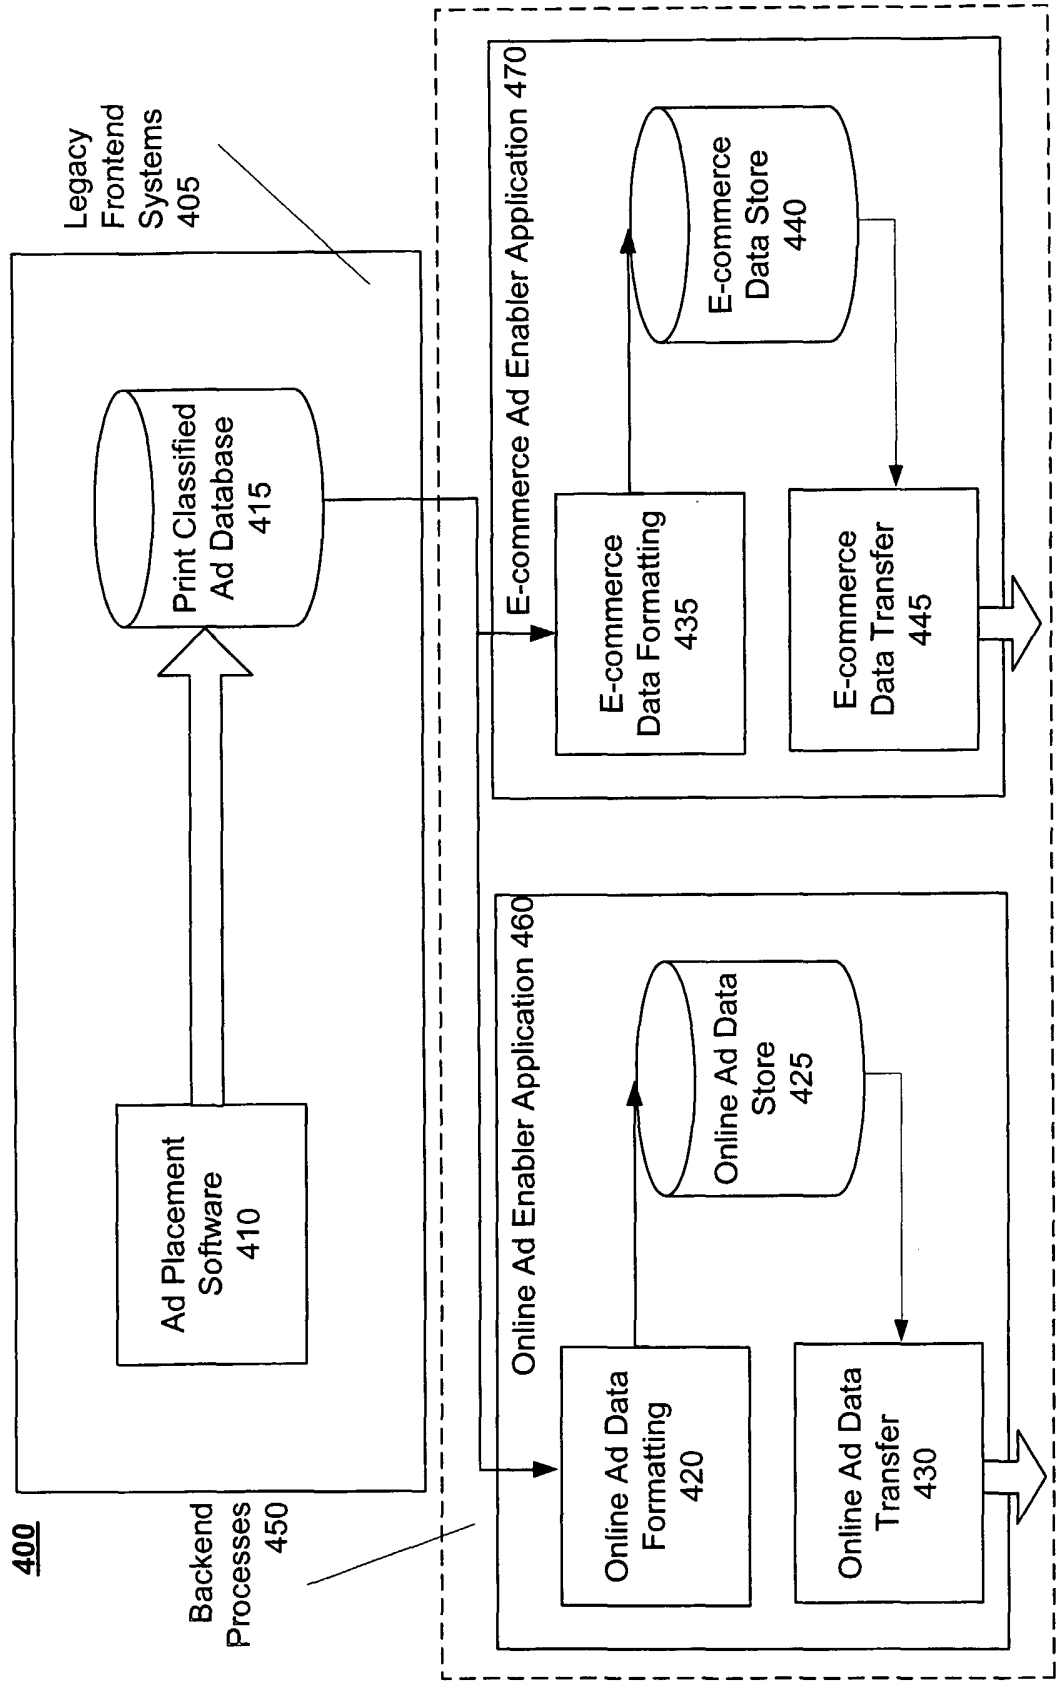 400
Legacy
Frontend
Systems
405
Ad Placement
Software
410
Print Classified
Ad Database
415
Backend
Processes
450
Online Ad Enabler Application 460
Online Ad Data
Formatting
420
Online Ad Data
Store
425
Online Ad Data
Transfer
430
E-commerce Ad Enabler Application 470
E-commerce
Data Formatting
435
E-commerce
Data Store
440
E-commerce
Data Transfer
445